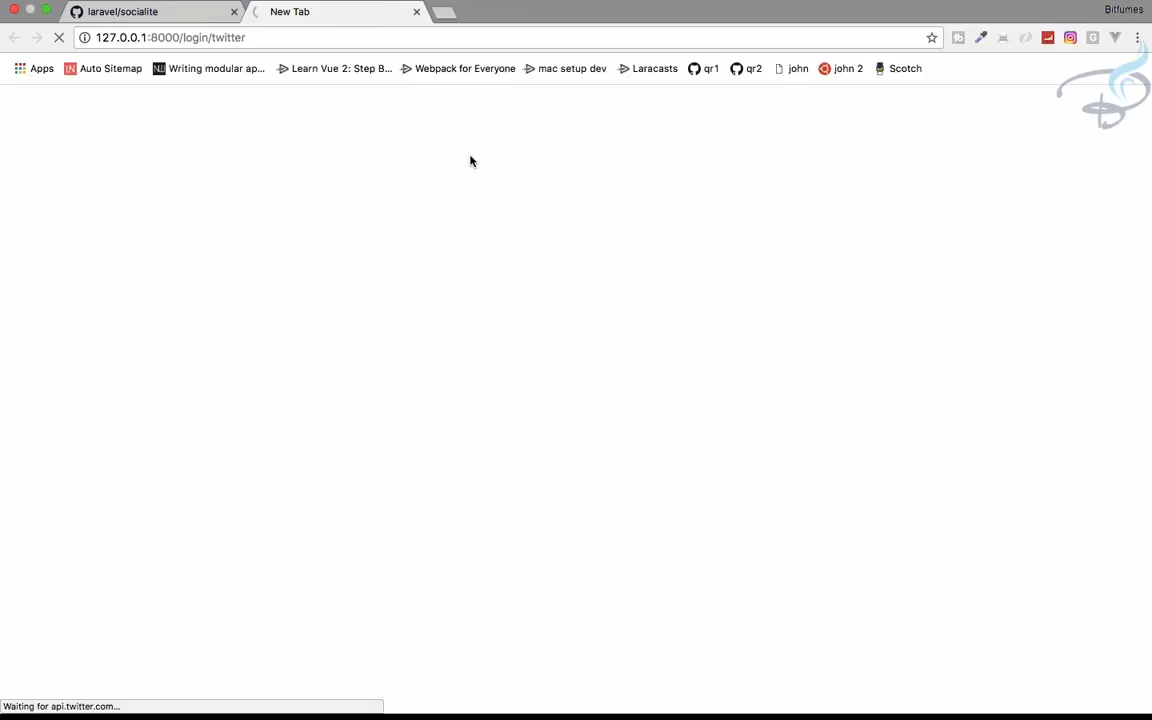 laravel/socialite
New Tab
Bitfumes
127.0.0.1:8000/login/twitter
Apps
Auto Sitemap
Writing modular ap...
Learn Vue 2: Step B...
Webpack for Everyone
mac setup dev
Laracasts
qr1
qr2
john
john 2
Scotch
Waiting for api.twitter.com...